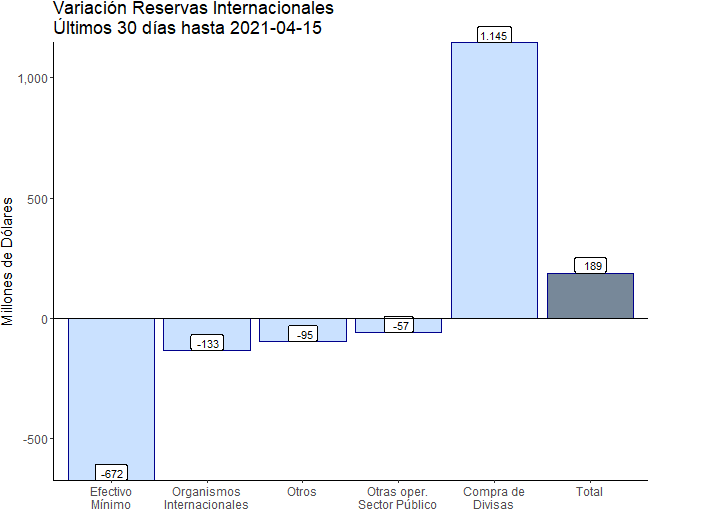 Variación Reservas Internacionales
Últimos 30 días hasta 2021-04-15
Millones de Dólares
1,000
500
0
-500
-672
-133
-95
-57
1.145
189
Efectivo
Mínimo
Organismos
Internacionales
Otros
Otras oper.
Sector Público
Compra de
Divisas
Total